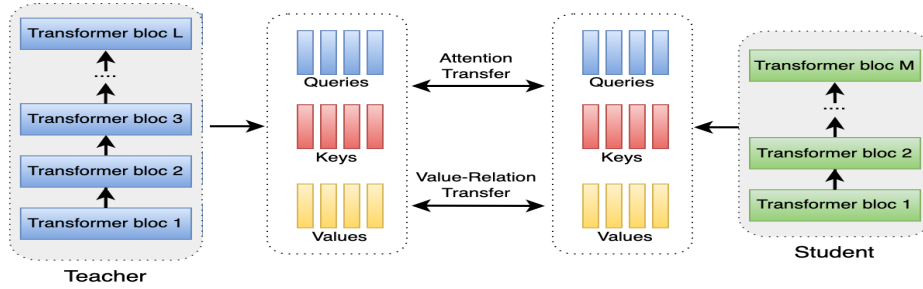 Transformer bloc L
Transformer bloc 3
Transformer bloc 2
Transformer bloc 1
Teacher
Queries
Keys
Values
Attention
Transfer
Value-Relation
Transfer
Queries
Keys
Values
Transformer bloc M
Transformer bloc 2
Transformer bloc 1
Student